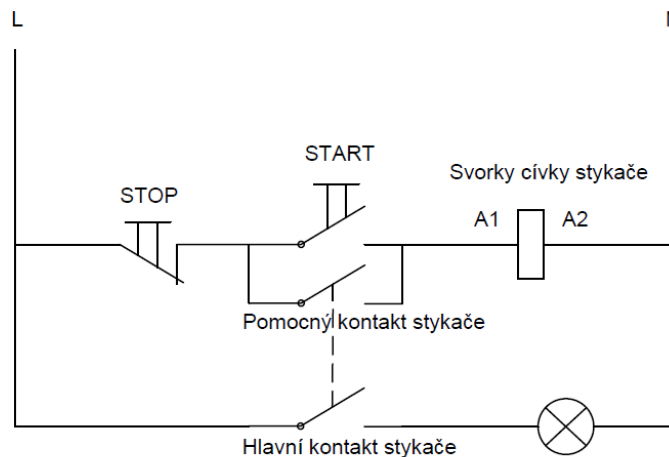 L
START
STOP
Svorky cívky stykače
A1
A2
Pomocný kontakt stykače
Hlavní kontakt stykače